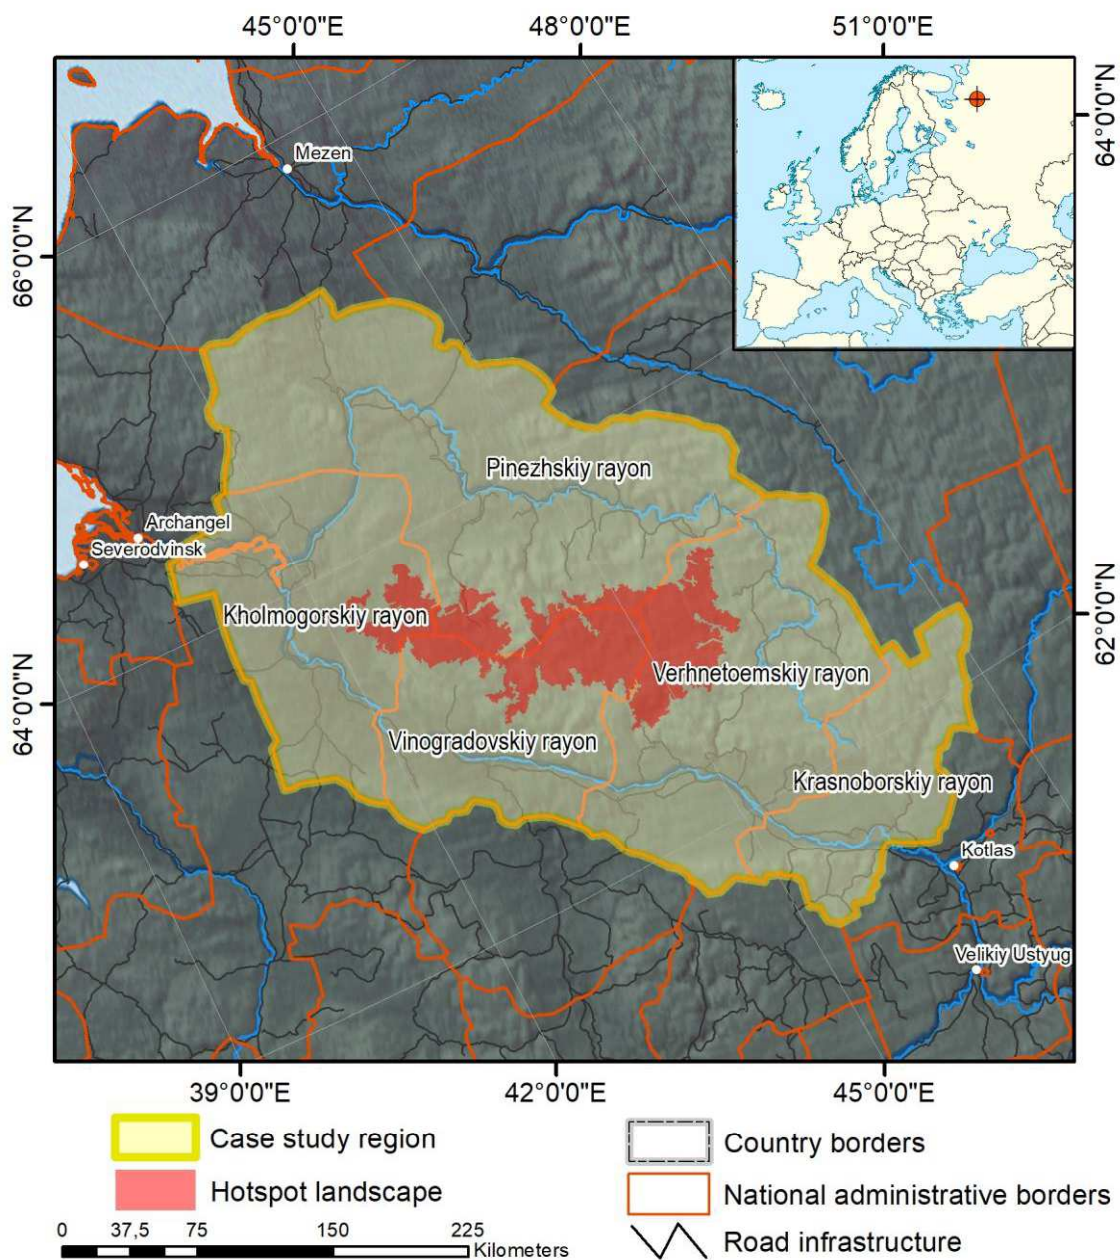 45°0'0"E
48°0'0"E
51°0'0"E
64°0'0"N
Mezen
66°0'0"N
Pinezhskiy rayon
Archangel
Severodvinsk
Kholmogorskiy rayon
62°0'0"N
Verhnetoemskiy rayon
64°0'0"N
Vinogradovskiy rayon
Krasnoborskiy rayon
Kotlas
Velikiy Ustyug
39°0'0"E
42°0'0"E
45°0'0"E
Case study region
Country borders
Hotspot landscape
National administrative borders
0 37,5 75 150 225
Kilometers
Road infrastructure